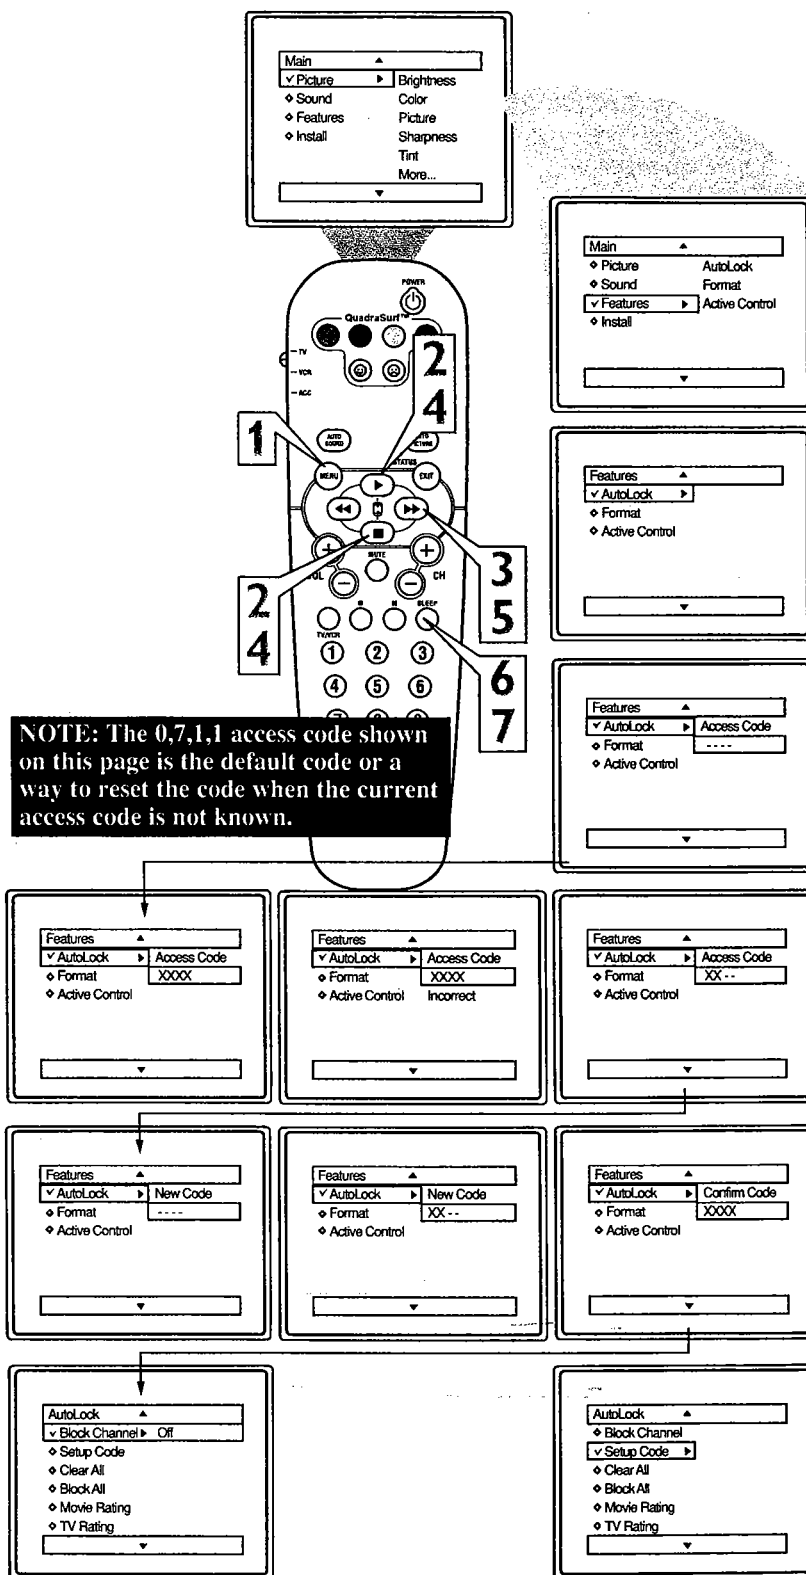 Main ▲
✓ Picture ▶ Brightness
◆ Sound Color
◆ Features Picture
◆ Install Sharpness
Tint
More...
▼
Main ▲
◆ Picture AutoLock
◆ Sound Format
✓ Features ▶ Active Control
◆ Install
▼
POWER
QuadraSurf™
TV
VCR
ACC
2
4
AUTO SOUND
1
MENU
STATUS
EXIT
Features ▲
✓ AutoLock ▶
◆ Format
◆ Active Control
▼
MUTE
CH
3
5
2
4
SLEEP
TV/VCR
1 2 3
4 5 6
6
7
NOTE: The 0,7,1,1 access code shown
on this page is the default code or a
way to reset the code when the current
access code is not known.
Features ▲
✓ AutoLock ▶ Access Code
◆ Format - - - -
◆ Active Control
▼
Features ▲
✓ AutoLock ▶ Access Code
◆ Format XXXX
◆ Active Control
▼
Features ▲
✓ AutoLock ▶ Access Code
◆ Format XXXX
◆ Active Control Incorrect
▼
Features ▲
✓ AutoLock ▶ Access Code
◆ Format XX - -
◆ Active Control
▼
Features ▲
✓ AutoLock ▶ New Code
◆ Format - - - -
◆ Active Control
▼
Features ▲
✓ AutoLock ▶ New Code
◆ Format XX - -
◆ Active Control
▼
Features ▲
✓ AutoLock ▶ Confirm Code
◆ Format XXXX
◆ Active Control
▼
AutoLock ▲
✓ Block Channel ▶ Off
◆ Setup Code
◆ Clear All
◆ Block All
◆ Movie Rating
◆ TV Rating
▼
AutoLock ▲
◆ Block Channel
✓ Setup Code ▶
◆ Clear All
◆ Block All
◆ Movie Rating
◆ TV Rating
▼